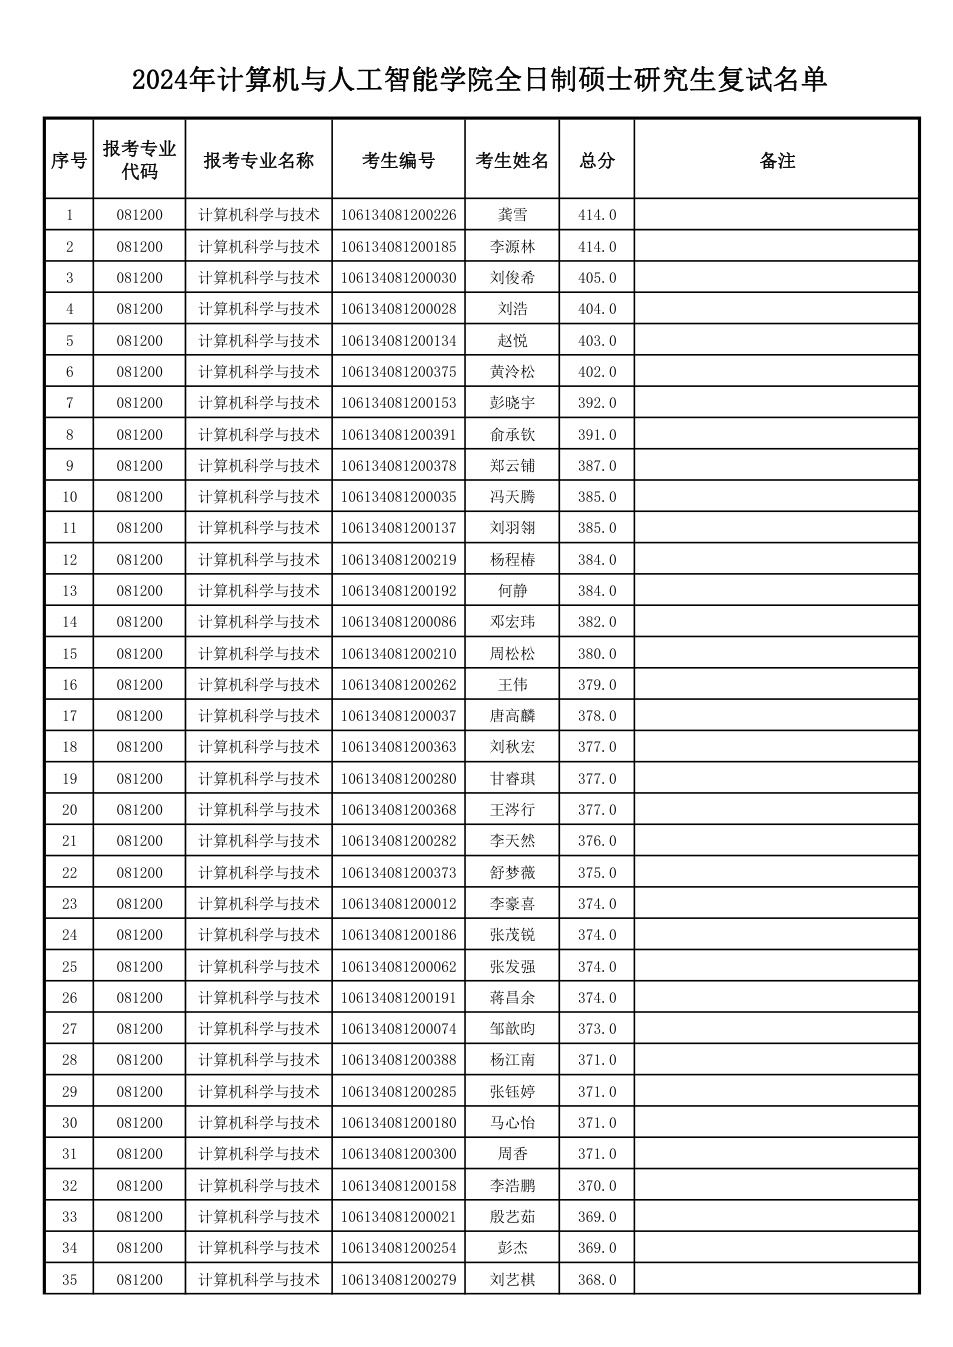 2024年计算机与人工智能学院全日制硕士研究生复试名单
序号 报考专业代码 报考专业名称 考生编号 考生姓名 总分 备注
1 081200 计算机科学与技术 106134081200226 龚雪 414.0
2 081200 计算机科学与技术 106134081200185 李源林 414.0
3 081200 计算机科学与技术 106134081200030 刘俊希 405.0
4 081200 计算机科学与技术 106134081200028 刘浩 404.0
5 081200 计算机科学与技术 106134081200134 赵悦 403.0
6 081200 计算机科学与技术 106134081200375 黄泠松 402.0
7 081200 计算机科学与技术 106134081200153 彭晓宇 392.0
8 081200 计算机科学与技术 106134081200391 俞承钦 391.0
9 081200 计算机科学与技术 106134081200378 郑云铺 387.0
10 081200 计算机科学与技术 106134081200035 冯天腾 385.0
11 081200 计算机科学与技术 106134081200137 刘羽翎 385.0
12 081200 计算机科学与技术 106134081200219 杨程椿 384.0
13 081200 计算机科学与技术 106134081200192 何静 384.0
14 081200 计算机科学与技术 106134081200086 邓宏玮 382.0
15 081200 计算机科学与技术 106134081200210 周松松 380.0
16 081200 计算机科学与技术 106134081200262 王伟 379.0
17 081200 计算机科学与技术 106134081200037 唐高麟 378.0
18 081200 计算机科学与技术 106134081200363 刘秋宏 377.0
19 081200 计算机科学与技术 106134081200280 甘睿琪 377.0
20 081200 计算机科学与技术 106134081200368 王涔行 377.0
21 081200 计算机科学与技术 106134081200282 李天然 376.0
22 081200 计算机科学与技术 106134081200373 舒梦薇 375.0
23 081200 计算机科学与技术 106134081200012 李豪喜 374.0
24 081200 计算机科学与技术 106134081200186 张茂锐 374.0
25 081200 计算机科学与技术 106134081200062 张发强 374.0
26 081200 计算机科学与技术 106134081200191 蒋昌余 374.0
27 081200 计算机科学与技术 106134081200074 邹歆昀 373.0
28 081200 计算机科学与技术 106134081200388 杨江南 371.0
29 081200 计算机科学与技术 106134081200285 张钰婷 371.0
30 081200 计算机科学与技术 106134081200180 马心怡 371.0
31 081200 计算机科学与技术 106134081200300 周香 371.0
32 081200 计算机科学与技术 106134081200158 李浩鹏 370.0
33 081200 计算机科学与技术 106134081200021 殷艺茹 369.0
34 081200 计算机科学与技术 106134081200254 彭杰 369.0
35 081200 计算机科学与技术 106134081200279 刘艺棋 368.0